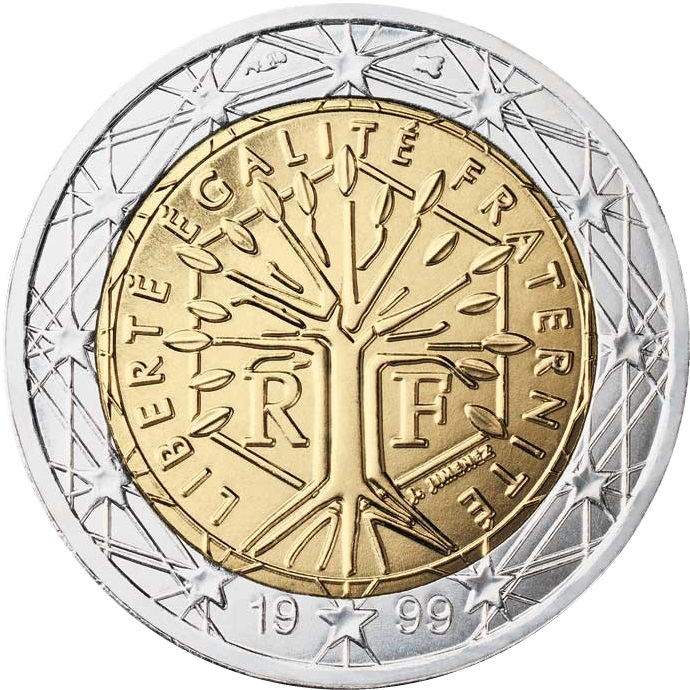 LIBERTÉ ÉGALITÉ FRATERNITÉ
R F
J. JIMENEZ
19 99